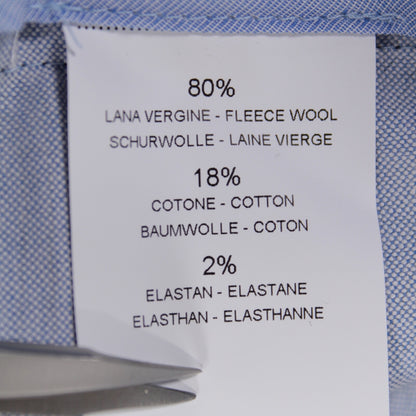 80%
LANA VERGINE - FLEECE WOOL
SCHURWOLLE - LAINE VIERGE
18%
COTONE - COTTON
BAUMWOLLE - COTON
2%
ELASTAN - ELASTANE
ELASTHAN - ELASTHANNE